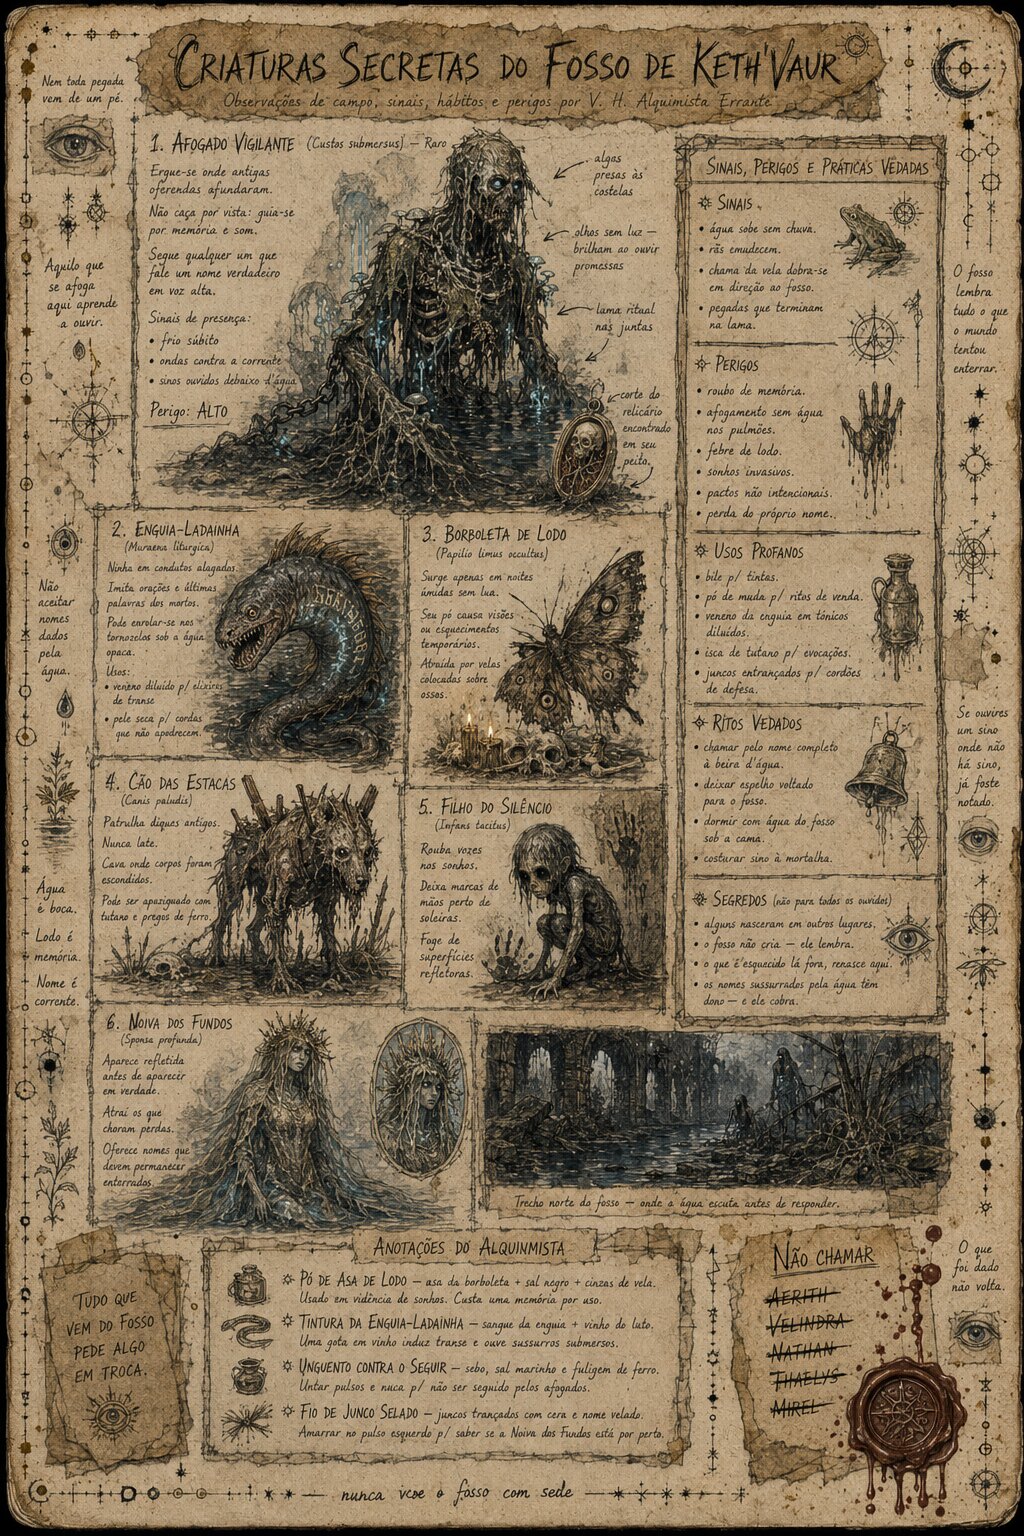 CRIATURAS SECRETAS DO FOSSO DE KETH'VAUR
Observações de campo, sinais, hábitos e perigos por V. H. Alquimista Errante
Nem toda pegada
vem de um pé.
Aquilo que
se afoga
aqui aprende
a ouvir.
Não
aceitar
nomes
dados
pela
água.
Água
é boca.
Lodo é
memória.
Nome é
corrente.
1. AFOGADO VIGILANTE (Custos submersus) — Raro
Ergue-se onde antigas
oferendas afundaram.
Não caça por vista: guia-se
por memória e som.
Segue qualquer um que
fale um nome verdadeiro
em voz alta.
Sinais de presença:
• frio súbito
• ondas contra a corrente
• sinos ouvidos debaixo d'água
Perigo: ALTO
algas
presas às
costelas
olhos sem luz —
brilham ao ouvir
promessas
lama ritual
nas juntas
corte do
relicário
encontrado
em seu
peito.
2. ENGUIA-LADAINHA
(Muraena liturgica)
Ninha em condutos alagados.
Imita orações e últimas
palavras dos mortos.
Pode enrolar-se nos
tornozelos sob a água
opaca.
Usos:
• veneno diluído p/ elixires
de transe
• pele seca p/ cordas
que não apodrecem.
3. BORBOLETA DE LODO
(Papilio limus occultus)
Surge apenas em noites
úmidas sem lua.
Seu pó causa visões
ou esquecimentos
temporários.
Atraída por velas
colocadas sobre
ossos.
4. CÃO DAS ESTACAS
(Canis paludis)
Patrulha diques antigos.
Nunca late.
Cava onde corpos foram
escondidos.
Pode ser apaziguado com
tutano e pregos de ferro.
5. FILHO DO SILÊNCIO
(Infans tacitus)
Rouba vozes
nos sonhos.
Deixa marcas de
mãos perto de
soleiras.
Foge de
superfícies
refletoras.
6. NOIVA DOS FUNDOS
(Sponsa profunda)
Aparece refletida
antes de aparecer
em verdade.
Atrai os que
choram perdas.
Oferece nomes que
devem permanecer
enterrados.
Trecho norte do fosso — onde a água escuta antes de responder.
SINAIS, PERIGOS E PRÁTICAS VEDADAS
SINAIS
• água sobe sem chuva.
• rãs emudecem.
• chama da vela dobra-se
em direção ao fosso.
• pegadas que terminam
na lama.
PERIGOS
• roubo de memória.
• afogamento sem água
nos pulmões.
• febre de lodo.
• sonhos invasivos.
• pactos não intencionais.
• perda do próprio nome.
USOS PROFANOS
• bile p/ tintas.
• pó de muda p/ ritos de venda.
• veneno da enguia em tônicos
diluídos.
• isca de tutano p/ evocações.
• juncos entrançados p/ cordões
de defesa.
RITOS VEDADOS
• chamar pelo nome completo
à beira d'água.
• deixar espelho voltado
para o fosso.
• dormir com água do fosso
sob a cama.
• costurar sino à mortalha.
SEGREDOS (não para todos os ouvidos)
• alguns nasceram em outros lugares.
• o fosso não cria — ele lembra.
• o que é esquecido lá fora, renasce aqui.
• os nomes sussurrados pela água têm
dono — e ele cobra.
O fosso
lembra
tudo o que
o mundo
tentou
enterrar.
Se ouvires
um sino
onde não
há sino,
já foste
notado.
O que
foi dado
não volta.
TUDO QUE
VEM DO FOSSO
PEDE ALGO
EM TROCA.
ANOTAÇÕES DO ALQUINMISTA
PÓ DE ASA DE LODO — asa da borboleta + sal negro + cinzas de vela.
Usado em vidência de sonhos. Custa uma memória por uso.
TINTURA DA ENGUIA-LADAINHA — sangue da enguia + vinho de luto.
Uma gota em vinho induz transe e ouve sussurros submersos.
UNGUENTO CONTRA O SEGUIR — sebo, sal marinho e fuligem de ferro.
Untar pulsos e nuca p/ não ser seguido pelos afogados.
FIO DE JUNCO SELADO — juncos trançados com cera e nome velado.
Amarrar no pulso esquerdo p/ saber se a Noiva dos Fundos está por perto.
NÃO CHAMAR
AERITH
VELINDRA
NATHAN
THAELYS
MIREL
nunca o fosso com sede